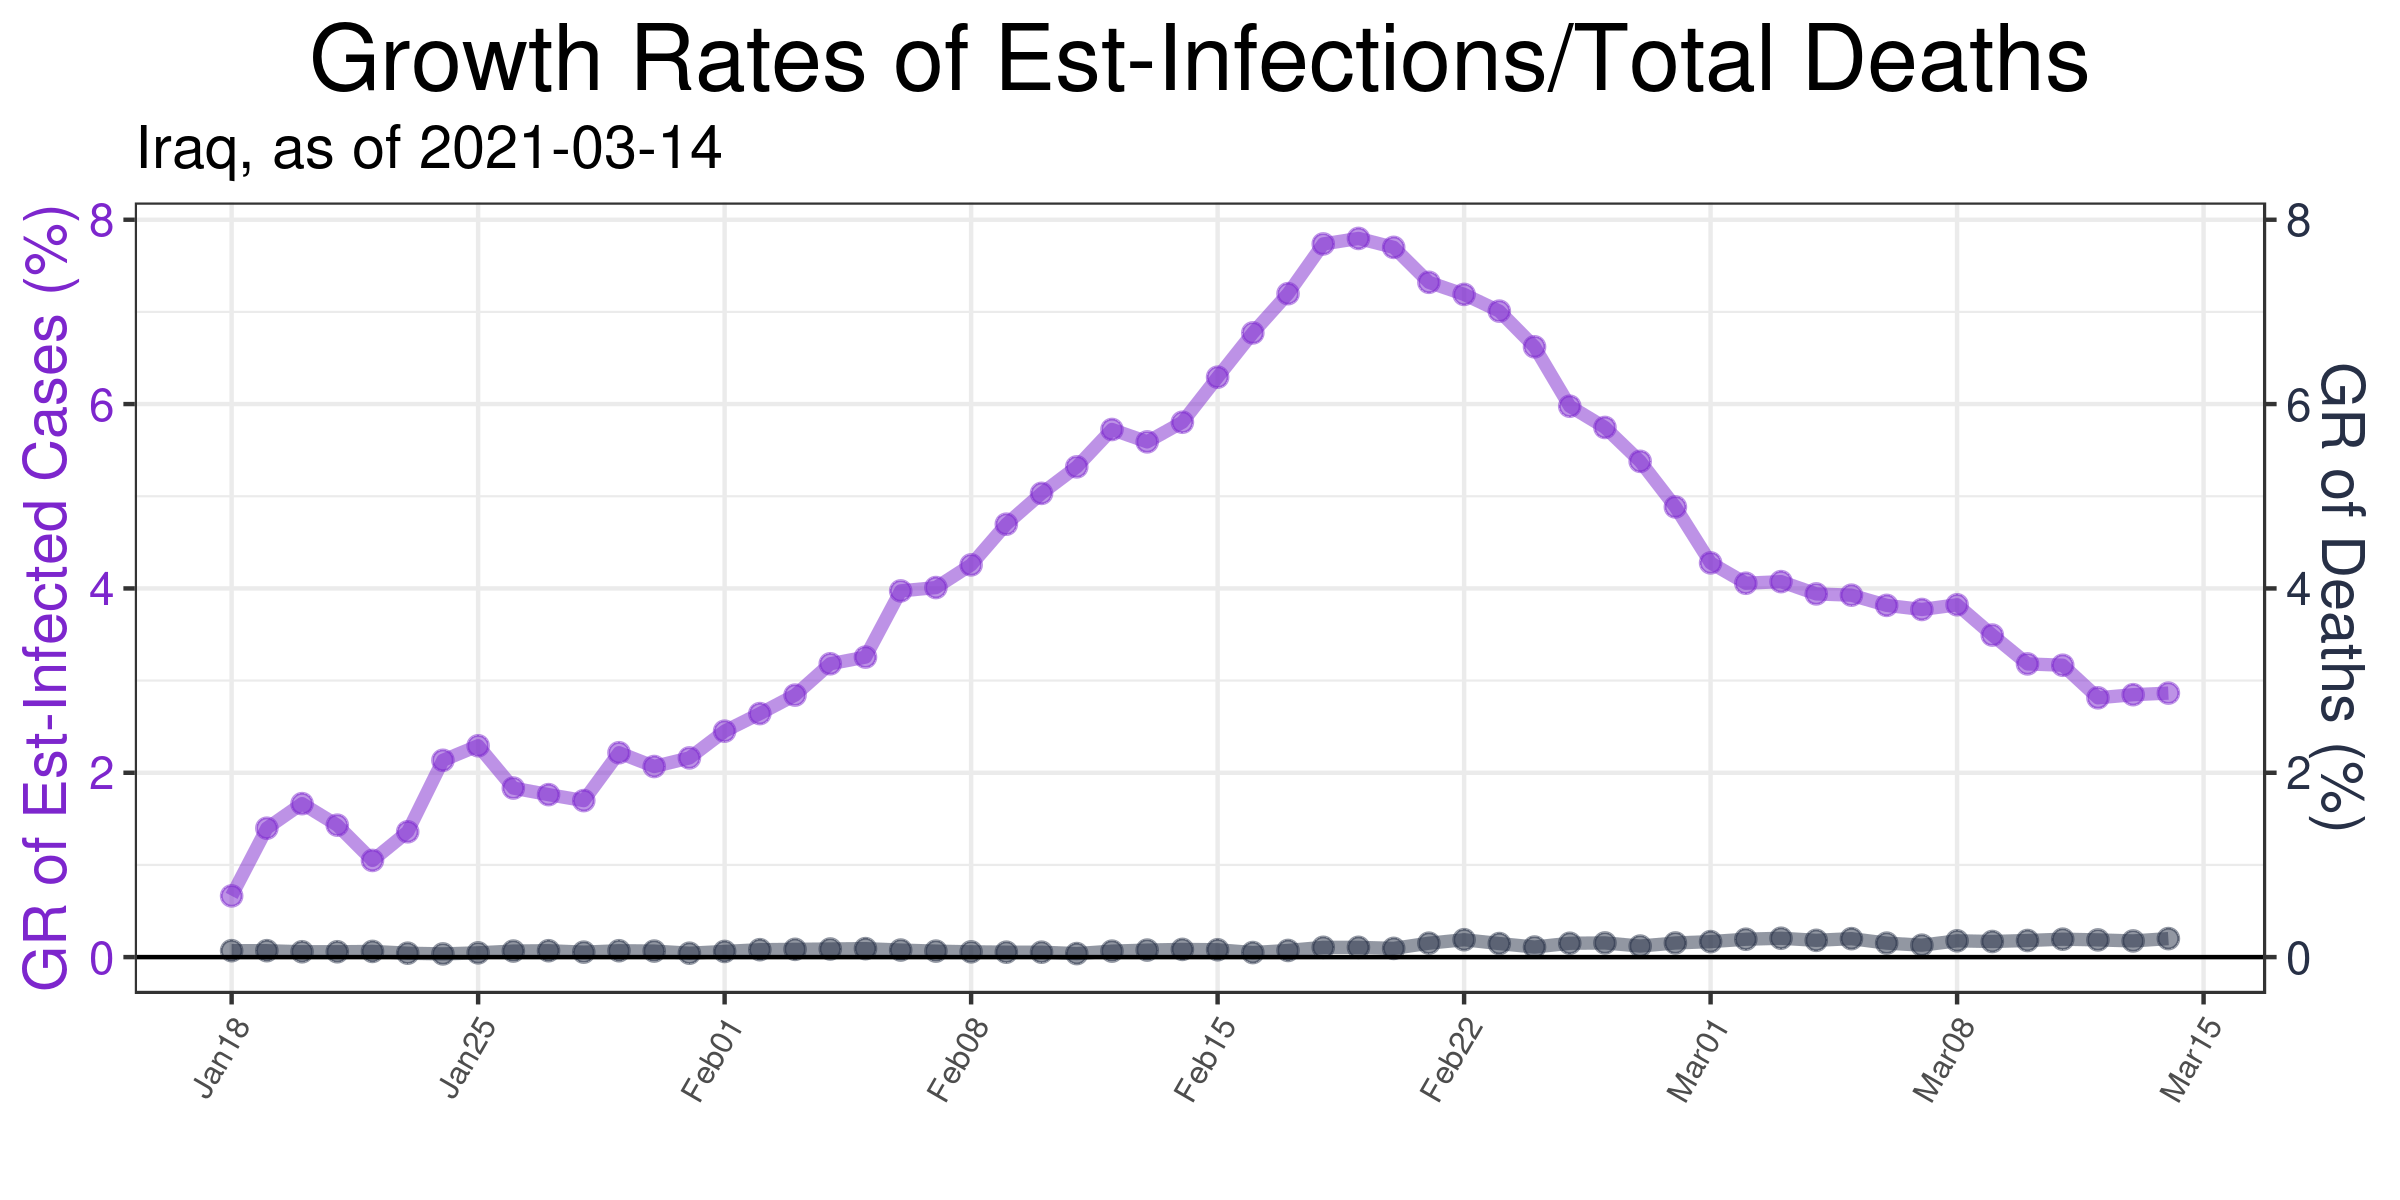 Growth Rates of Est-Infections/Total Deaths
Iraq, as of 2021-03-14
GR of Est-Infected Cases (%)
8
6
4
2
0
8
6
4
2
0
GR of Deaths (%)
Jan18
Jan25
Feb01
Feb08
Feb15
Feb22
Mar01
Mar08
Mar15